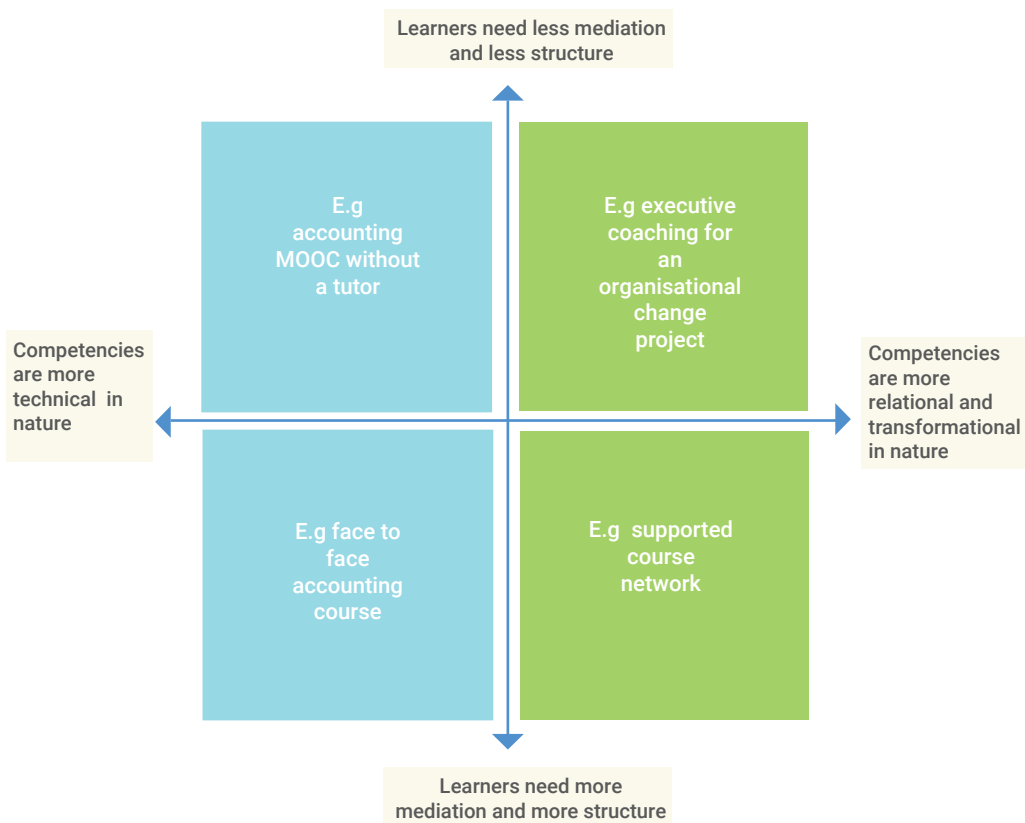 Learners need less mediation
and less structure
E.g
accounting
MOOC without
a tutor
E.g executive
coaching for
an
organisational
change
project
Competencies
are more
technical in
nature
Competencies
are more
relational and
transformational
in nature
E.g face to
face
accounting
course
E.g supported
course
network
Learners need more
mediation and more structure